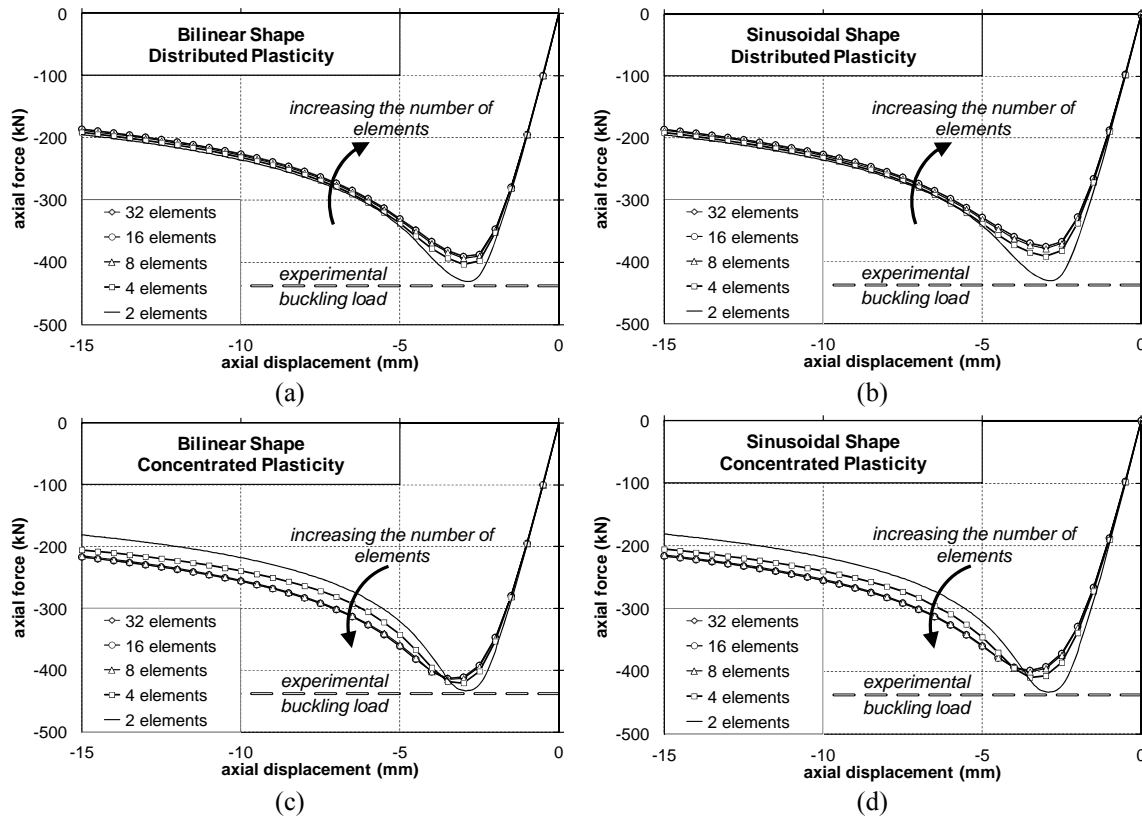 Bilinear Shape
Distributed Plasticity
increasing the number of
elements
32 elements
16 elements
8 elements
4 elements
2 elements
experimental
buckling load
0
-100
-200
-300
-400
-500
axial force (kN)
-15
-10
-5
0
axial displacement (mm)
(a)
Sinusoidal Shape
Distributed Plasticity
increasing the number of
elements
32 elements
16 elements
8 elements
4 elements
2 elements
experimental
buckling load
0
-100
-200
-300
-400
-500
axial force (kN)
-15
-10
-5
0
axial displacement (mm)
(b)
Bilinear Shape
Concentrated Plasticity
increasing the number of
elements
32 elements
16 elements
8 elements
4 elements
2 elements
experimental
buckling load
0
-100
-200
-300
-400
-500
axial force (kN)
-15
-10
-5
0
axial displacement (mm)
(c)
Sinusoidal Shape
Concentrated Plasticity
increasing the number of
elements
32 elements
16 elements
8 elements
4 elements
2 elements
experimental
buckling load
0
-100
-200
-300
-400
-500
axial force (kN)
-15
-10
-5
0
axial displacement (mm)
(d)